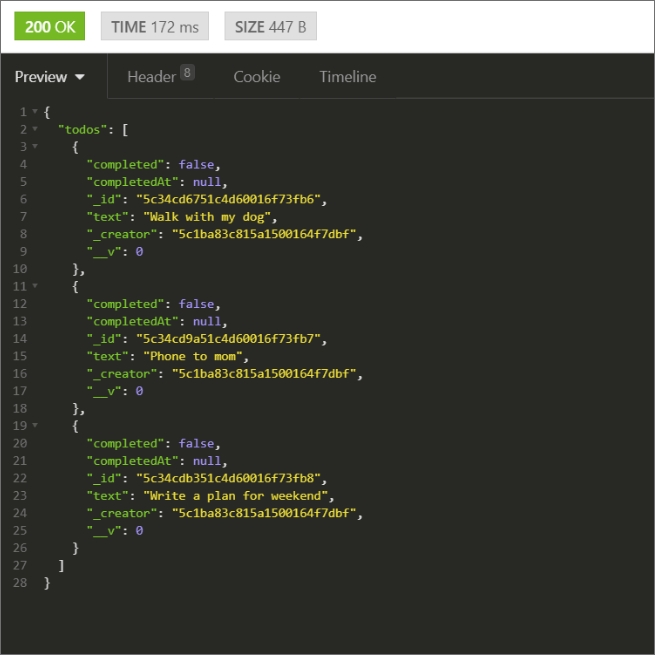 200 OK TIME 172 ms SIZE 447 B
Preview Header 8 Cookie Timeline
1 {
2 "todos": [
3 {
4 "completed": false,
5 "completedAt": null,
6 "_id": "5c34cd6751c4d60016f73fb6",
7 "text": "Walk with my dog",
8 "_creator": "5c1ba83c815a1500164f7dbf",
9 "__v": 0
10 },
11 {
12 "completed": false,
13 "completedAt": null,
14 "_id": "5c34cd9a51c4d60016f73fb7",
15 "text": "Phone to mom",
16 "_creator": "5c1ba83c815a1500164f7dbf",
17 "__v": 0
18 },
19 {
20 "completed": false,
21 "completedAt": null,
22 "_id": "5c34cdb351c4d60016f73fb8",
23 "text": "Write a plan for weekend",
24 "_creator": "5c1ba83c815a1500164f7dbf",
25 "__v": 0
26 }
27 ]
28 }